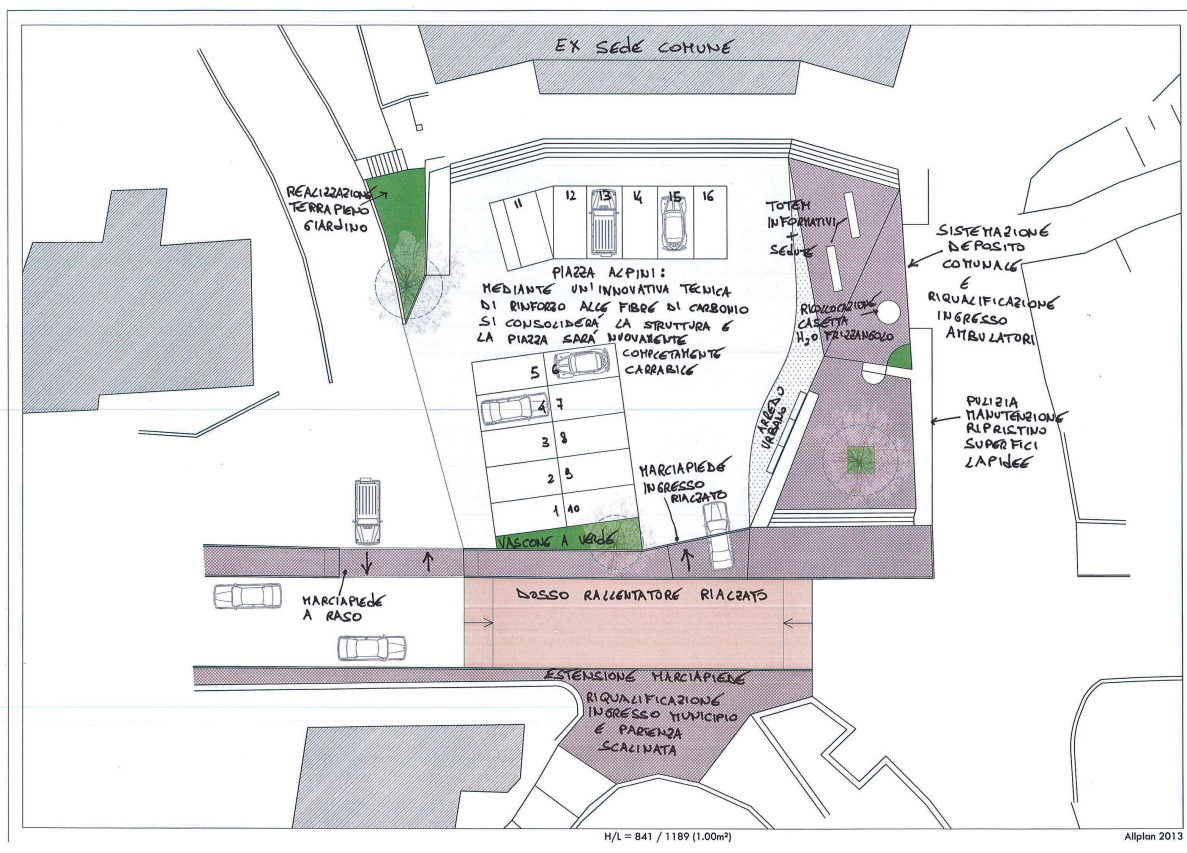 EX SEDE COMUNE
REALIZZAZIONE
TERRAPIENO
GIARDINO
11
12
13
14
15
16
TOTEM
INFORMATIVI
+
SEDUTE
SISTEMAZIONE
DEPOSITO
COMUNALE
E
RIQUALIFICAZIONE
INGRESSO
AMBULATORI
PIAZZA ALPINI:
MEDIANTE UN'INNOVATIVA TECNICA
DI RINFORZO ALLE FIBRE DI CARBONIO
SI CONSOLIDERÀ LA STRUTTURA E
LA PIAZZA SARÀ NUOVAMENTE
COMPLETAMENTE
CARRABILE
RICOLLOCAZIONE
CASETTA
H2O FRIZZANGOLO
5 6
4 7
3 8
2 9
1 10
ARREDO
URBANO
PULIZIA
MANUTENZIONE
RIPRISTINO
SUPERFICI
LAPIDEE
MARCIAPIEDE
INGRESSO
RIALZATO
VASCONE A VERDE
MARCIAPIEDE
A RASO
DOSSO RALLENTATORE RIALZATO
ESTENSIONE MARCIAPIEDE
RIQUALIFICAZIONE
INGRESSO MUNICIPIO
E PARTENZA
SCALINATA
H/L = 841 / 1189 (1.00m²)
Allplan 2013